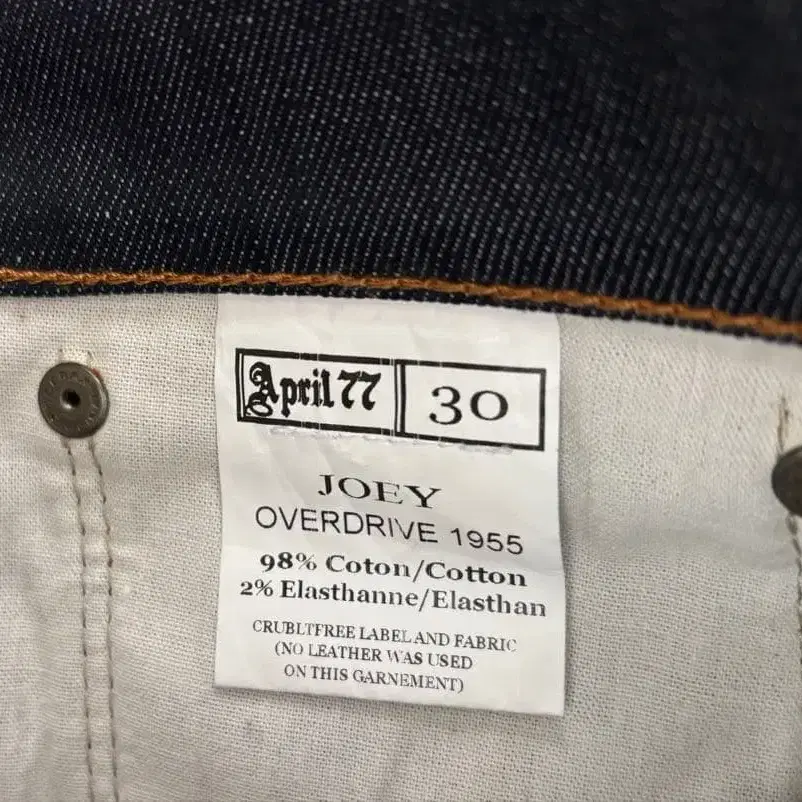 April 77 30
JOEY
OVERDRIVE 1955
98% Coton/Cotton
2% Elasthanne/Elasthan
CRUBLTFREE LABEL AND FABRIC
(NO LEATHER WAS USED
ON THIS GARNEMENT)